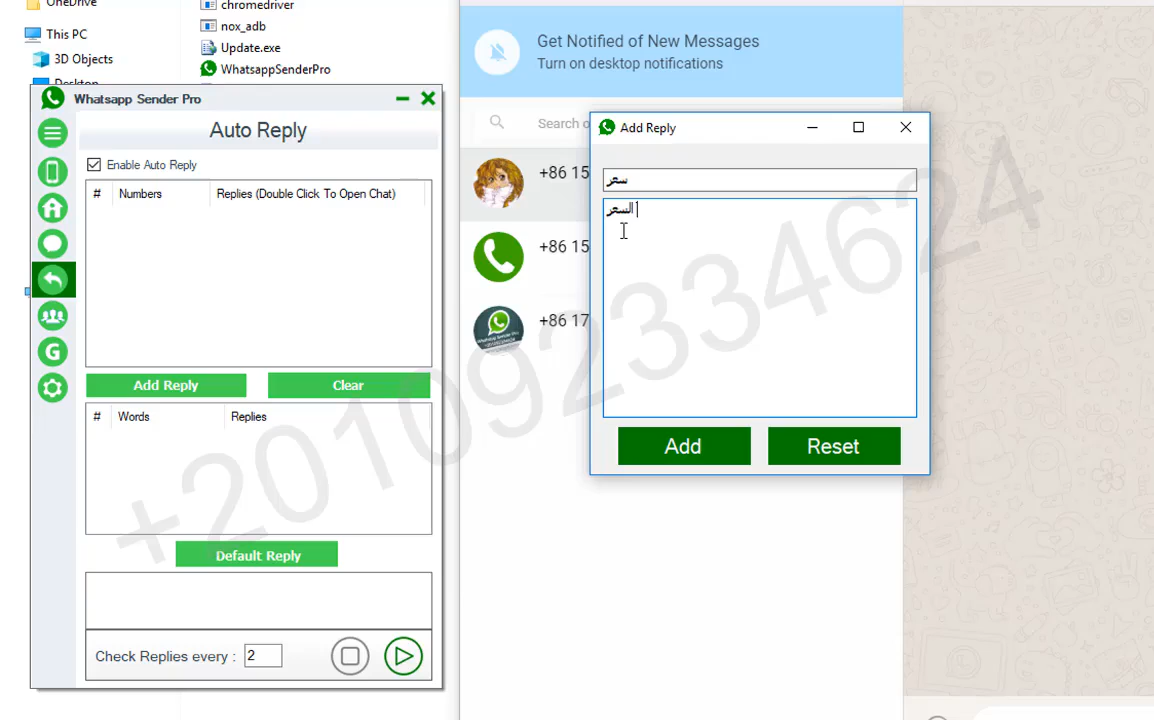 OneDrive
This PC
3D Objects
Desktop
chromedriver
nox_adb
Update.exe
WhatsappSenderPro
Whatsapp Sender Pro
Auto Reply
Enable Auto Reply
# Numbers Replies (Double Click To Open Chat)
Add Reply Clear
# Words Replies
Default Reply
Check Replies every : 2
G
Get Notified of New Messages
Turn on desktop notifications
Search o
+86 15
+86 15
+86 17
Add Reply
سعر
السعر
Add Reset
+201092334624